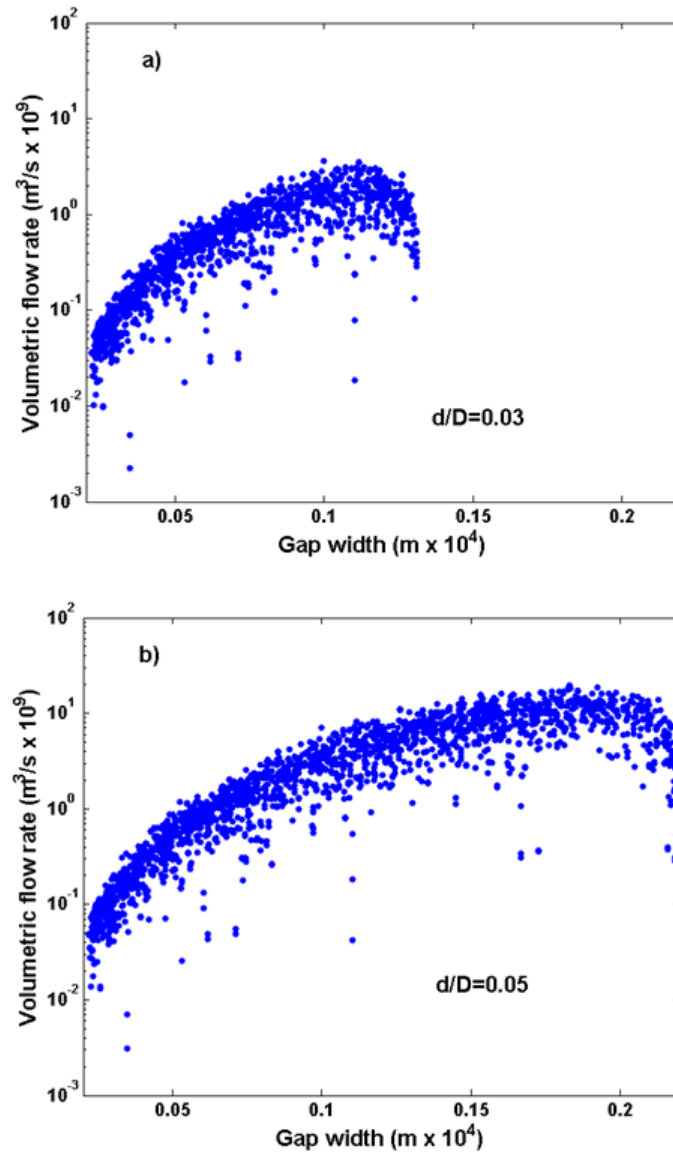 a)
10^2
10^1
10^0
10^-1
10^-2
10^-3
Volumetric flow rate (m^3/s x 10^9)
d/D=0.03
0.05 0.1 0.15 0.2
Gap width (m x 10^4)
b)
10^2
10^1
10^0
10^-1
10^-2
10^-3
Volumetric flow rate (m^3/s x 10^9)
d/D=0.05
0.05 0.1 0.15 0.2
Gap width (m x 10^4)